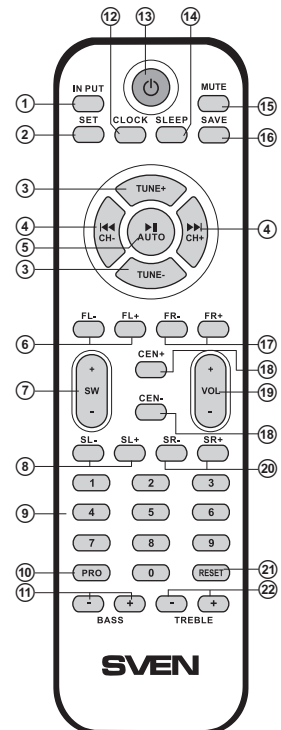 12 13 14
IN PUT MUTE
1 15
SET CLOCK SLEEP SAVE
2 16
3 TUNE+
4 CH- AUTO CH+ 4
5
3 TUNE-
FL- FL+ FR- FR+
6 17
CEN+ 18
7 + SW - + VOL - 19
CEN- 18
SL- SL+ SR- SR+
8 20
1 2 3
9 4 5 6
7 8 9
10 PRO 0 RESET 21
11 22
- + - +
BASS TREBLE
SVEN